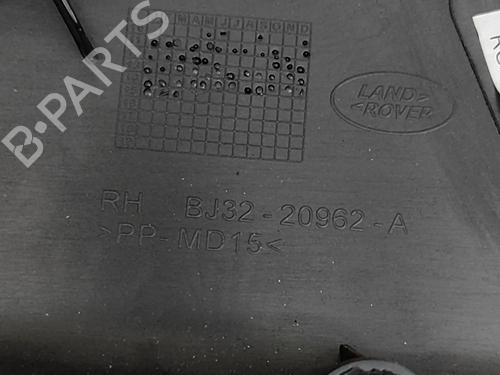 J F M A M J J A S O N D
LAND
ROVER
RH BJ32-20962-A
>PP-MD15<
B-PARTS